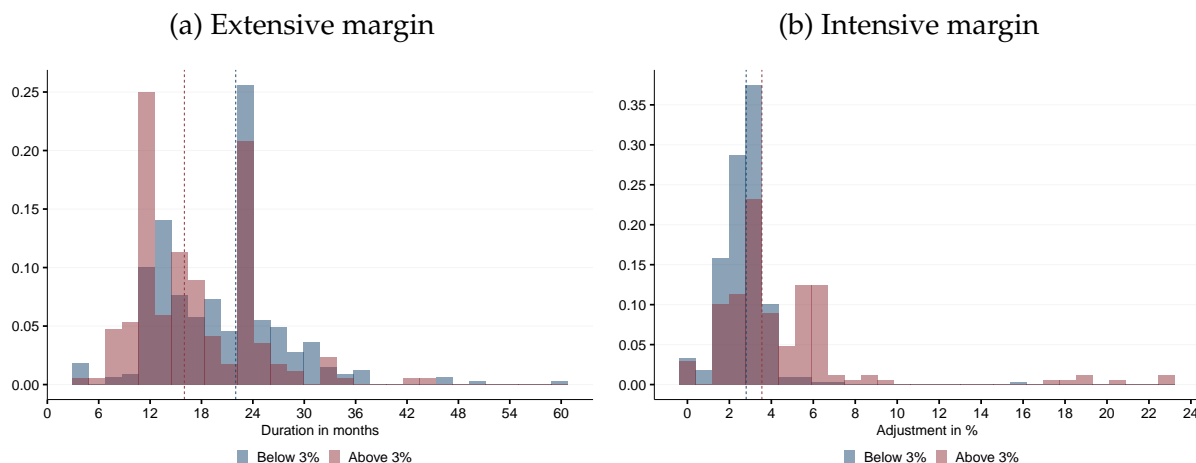 (a) Extensive margin
0.25
0.20
0.15
0.10
0.05
0.00
0 6 12 18 24 30 36 42 48 54 60
Duration in months
Below 3% Above 3%
(b) Intensive margin
0.35
0.30
0.25
0.20
0.15
0.10
0.05
0.00
0 2 4 6 8 10 12 14 16 18 20 22 24
Adjustment in %
Below 3% Above 3%